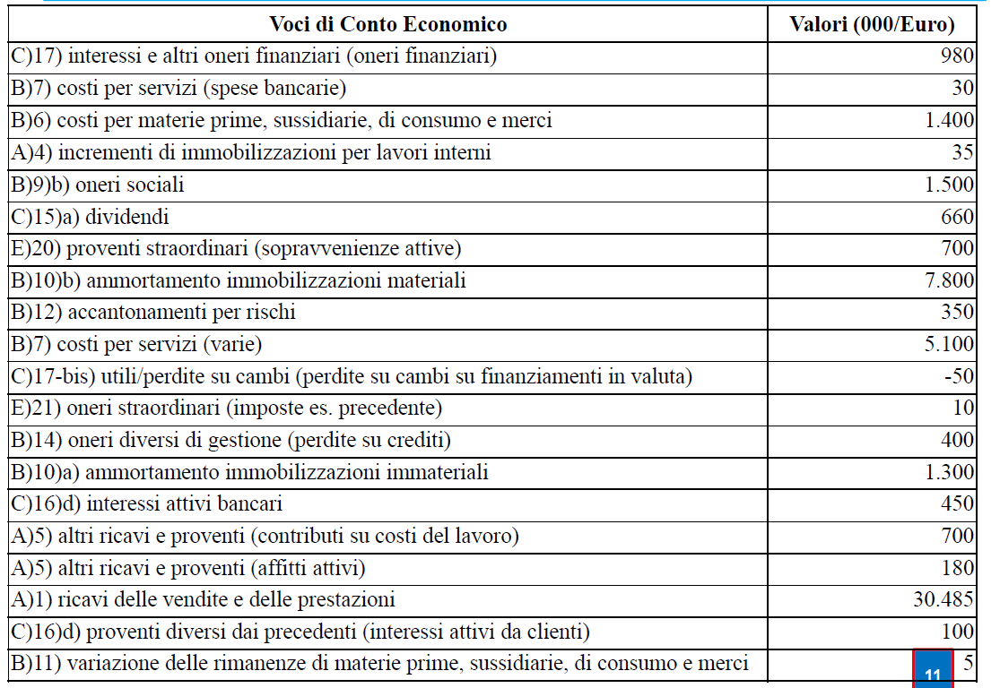 Voci di Conto Economico Valori (000/Euro)
C)17) interessi e altri oneri finanziari (oneri finanziari) 980
B)7) costi per servizi (spese bancarie) 30
B)6) costi per materie prime, sussidiarie, di consumo e merci 1.400
A)4) incrementi di immobilizzazioni per lavori interni 35
B)9)b) oneri sociali 1.500
C)15)a) dividendi 660
E)20) proventi straordinari (sopravvenienze attive) 700
B)10)b) ammortamento immobilizzazioni materiali 7.800
B)12) accantonamenti per rischi 350
B)7) costi per servizi (varie) 5.100
C)17-bis) utili/perdite su cambi (perdite su cambi su finanziamenti in valuta) -50
E)21) oneri straordinari (imposte es. precedente) 10
B)14) oneri diversi di gestione (perdite su crediti) 400
B)10)a) ammortamento immobilizzazioni immateriali 1.300
C)16)d) interessi attivi bancari 450
A)5) altri ricavi e proventi (contributi su costi del lavoro) 700
A)5) altri ricavi e proventi (affitti attivi) 180
A)1) ricavi delle vendite e delle prestazioni 30.485
C)16)d) proventi diversi dai precedenti (interessi attivi da clienti) 100
B)11) variazione delle rimanenze di materie prime, sussidiarie, di consumo e merci 5
11